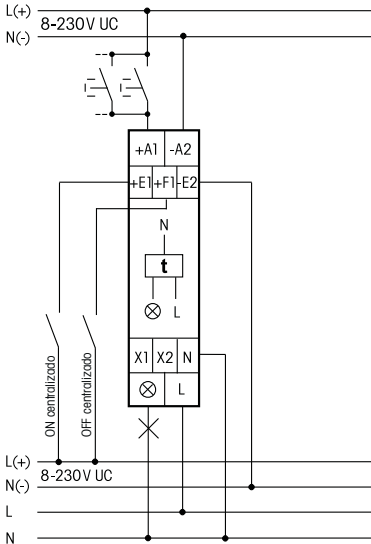 L(+)
8-230V UC
N(-)
+A1 -A2
+E1 +F1 -E2
N
t
L
ON centralizado
OFF centralizado
X1 X2 N
L
L(+)
8-230V UC
N(-)
L
N